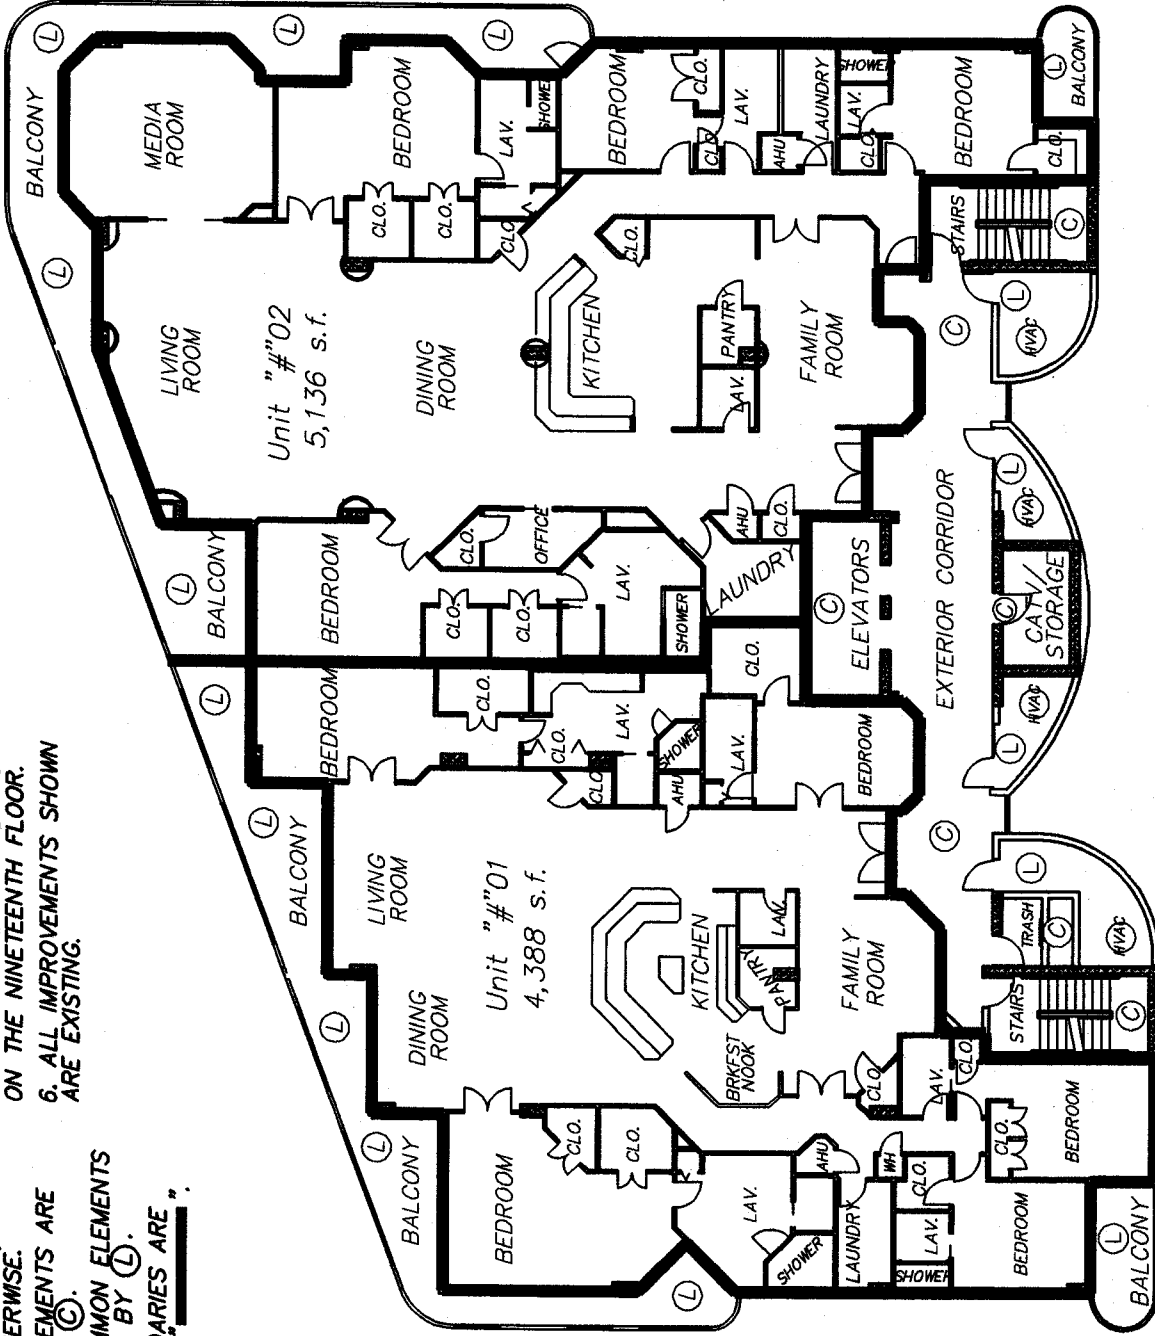 ERWISE.
EMENTS ARE
C.
MMON ELEMENTS
BY L.
DARIES ARE "
".
ON THE NINETEENTH FLOOR.
6. ALL IMPROVEMENTS SHOWN
ARE EXISTING.
BALCONY
L
L
L
L
MEDIA
ROOM
BEDROOM
LAV.
SHOWER
CLO.
CLO.
CLO.
BEDROOM
CLO.
LAV.
CLO.
AHU
LAUNDRY
SHOWER
LAV.
CLO.
BEDROOM
CLO.
L
BALCONY
STAIRS
C
LIVING
ROOM
Unit "#"02
5,136 s.f.
DINING
ROOM
KITCHEN
CLO.
PANTRY
LAV.
FAMILY
ROOM
C
L
HVAC
L
BALCONY
BEDROOM
CLO.
OFFICE
CLO.
CLO.
LAV.
SHOWER
AHU
CLO.
LAUNDRY
C
ELEVATORS
EXTERIOR CORRIDOR
L
HVAC
C
CATV/
STORAGE
L
HVAC
L
BEDROOM
CLO.
CLO.
LAV.
CLO.
SHOWER
AHU
LAV.
CLO.
BEDROOM
C
L
BALCONY
LIVING
ROOM
Unit "#"01
4,388 s.f.
DINING
ROOM
KITCHEN
LAV.
PANTRY
BRKFST
NOOK
FAMILY
ROOM
L
TRASH
C
HVAC
STAIRS
C
L
L
BALCONY
BEDROOM
CLO.
CLO.
LAV.
SHOWER
AHU
LAUNDRY
WH
CLO.
LAV.
CLO.
CLO.
BEDROOM
CLO.
LAV.
SHOWER
BEDROOM
L
BALCONY
L